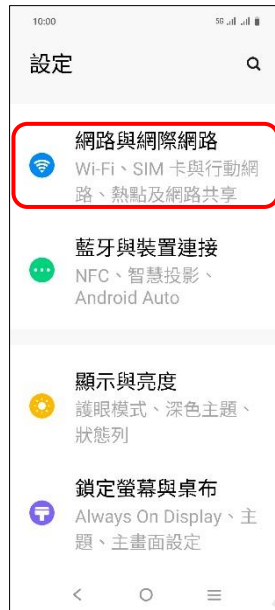 10:00
5G
設定
網路與網際網路
Wi-Fi、SIM 卡與行動網
路、熱點及網路共享
藍牙與裝置連接
NFC、智慧投影、
Android Auto
顯示與亮度
護眼模式、深色主題、
狀態列
鎖定螢幕與桌布
Always On Display、主
題、主畫面設定